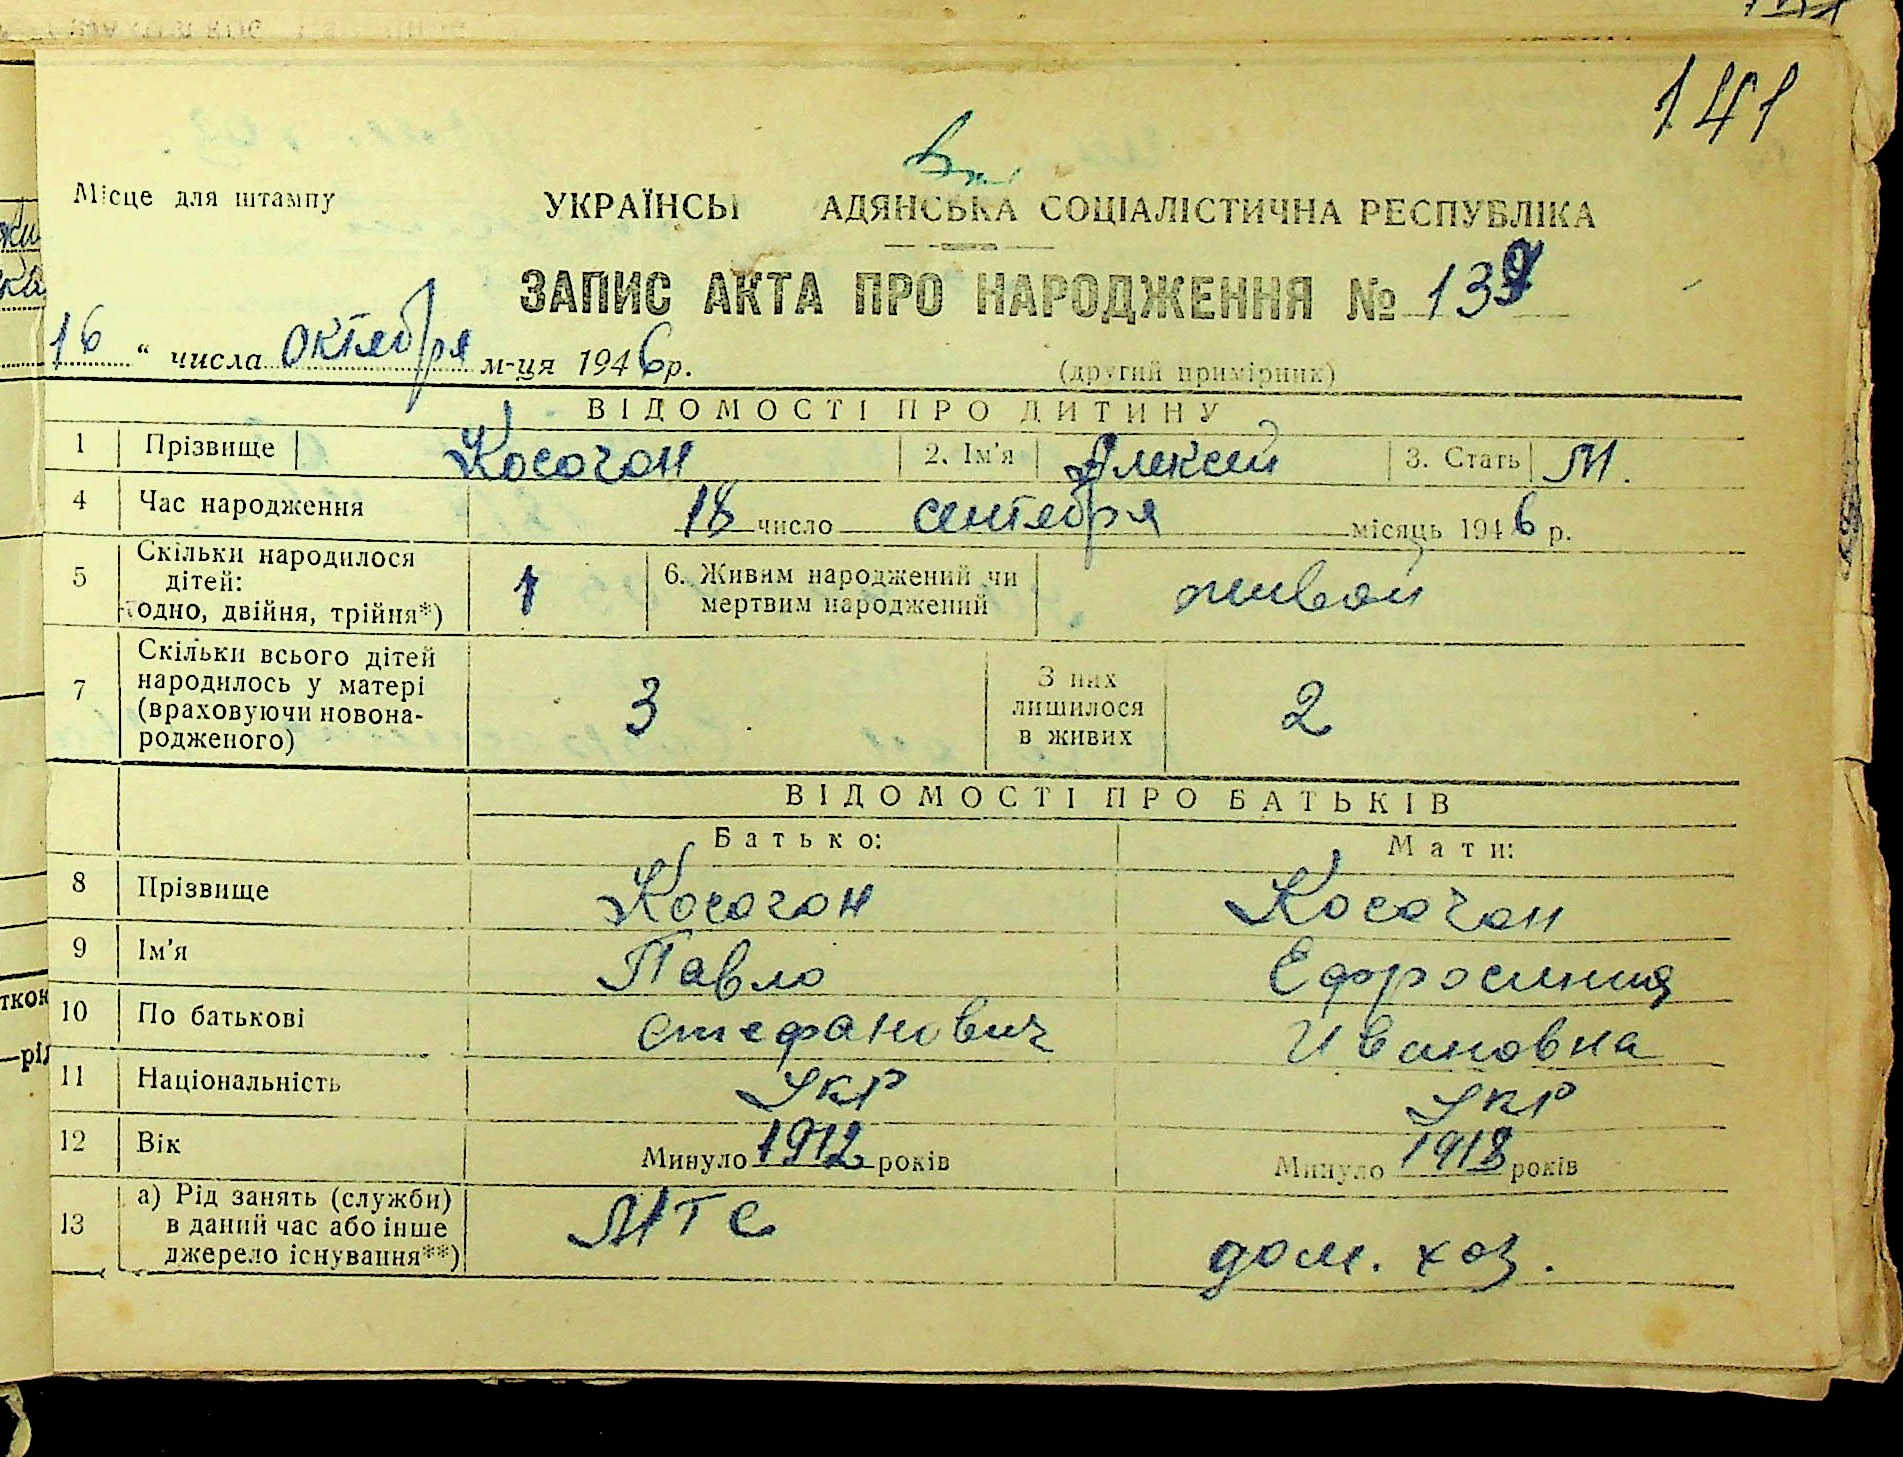 141
Місце для штампу
УКРАЇНСЬ АДЯНСЬКА СОЦІАЛІСТИЧНА РЕСПУБЛІКА
ЗАПИС АКТА ПРО НАРОДЖЕННЯ №
16 " числа октября м-ця 1946 р.
(другий примірник)
ВІДОМОСТІ ПРО ДИТИНУ
1 Прізвище Косогон 2. Ім'я Алексей 3. Стать М.
4 Час народження 18 число сентября місяць 1946 р.
5 Скільки народилося дітей: (одно, двійня, трійня*) 1 6. Живим народжений чи мертвим народжений живой
7 Скільки всього дітей народилось у матері (враховуючи новона-родженого) 3 З них лишилося в живих 2
ВІДОМОСТІ ПРО БАТЬКІВ
Батько: Мати:
8 Прізвище Косогон Косогон
9 Ім'я Павло Ефросиния
10 По батькові Стефанович Ивановна
11 Національність Укр Укр
12 Вік Минуло 1912 років Минуло 1918 років
13 а) Рід занять (служби) в даний час або інше джерело існування**) МТС дом. хоз.